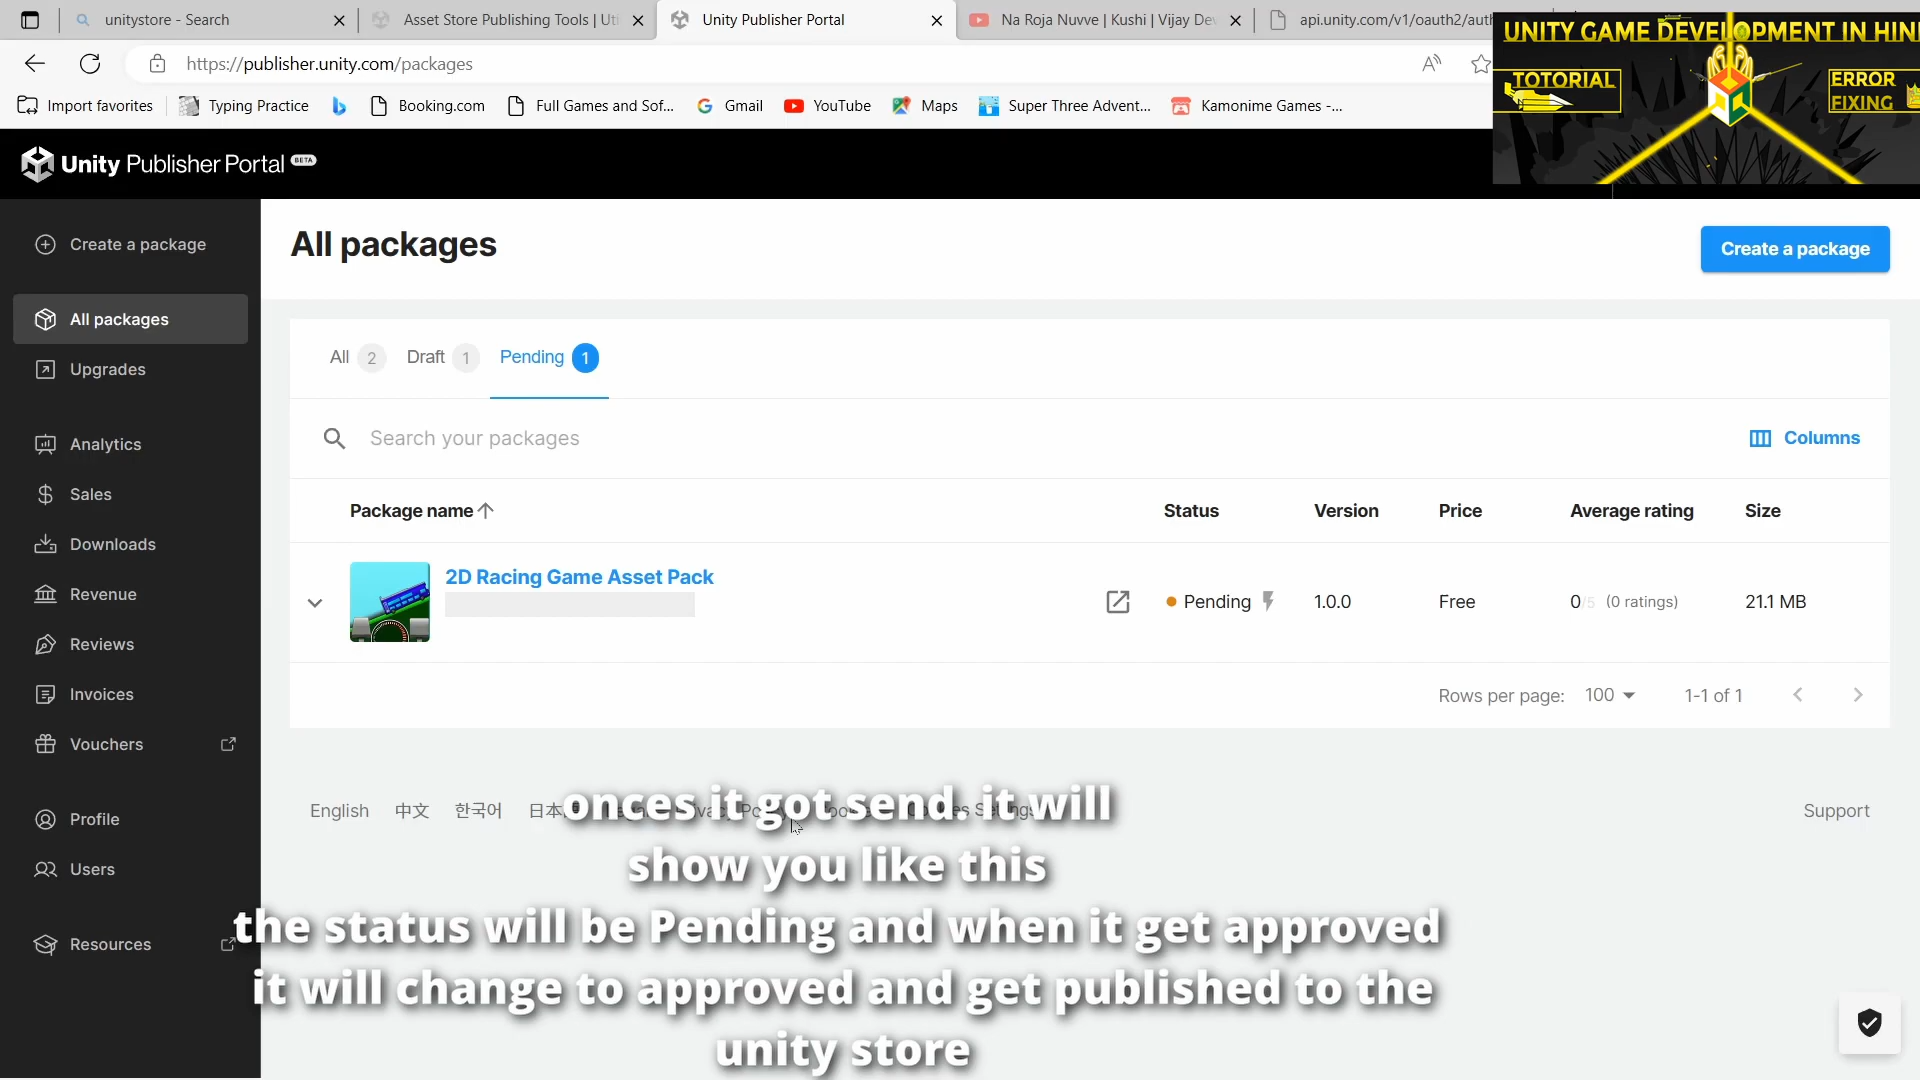 unitystore - Search
Asset Store Publishing Tools | Uti
Unity Publisher Portal
Na Roja Nuvve | Kushi | Vijay De
api.unity.com/v1/oauth2/auth
https://publisher.unity.com/packages
Import favorites
Typing Practice
Booking.com
Full Games and Sof...
Gmail
YouTube
Maps
Super Three Advent...
Kamonime Games -...
UNITY GAME DEVELOPMENT IN HIN
TOTORIAL
ERROR
FIXING
Unity Publisher Portal BETA
Create a package
All packages
Upgrades
Analytics
Sales
Downloads
Revenue
Reviews
Invoices
Vouchers
Profile
Users
Resources
All packages
Create a package
All 2
Draft 1
Pending 1
Search your packages
Columns
Package name
Status
Version
Price
Average rating
Size
2D Racing Game Asset Pack
Pending
1.0.0
Free
0/5 (0 ratings)
21.1 MB
Rows per page: 100
1-1 of 1
English
中文
한국어
Support
onces it got send. it will
show you like this
the status will be Pending and when it get approved
it will change to approved and get published to the
unity store